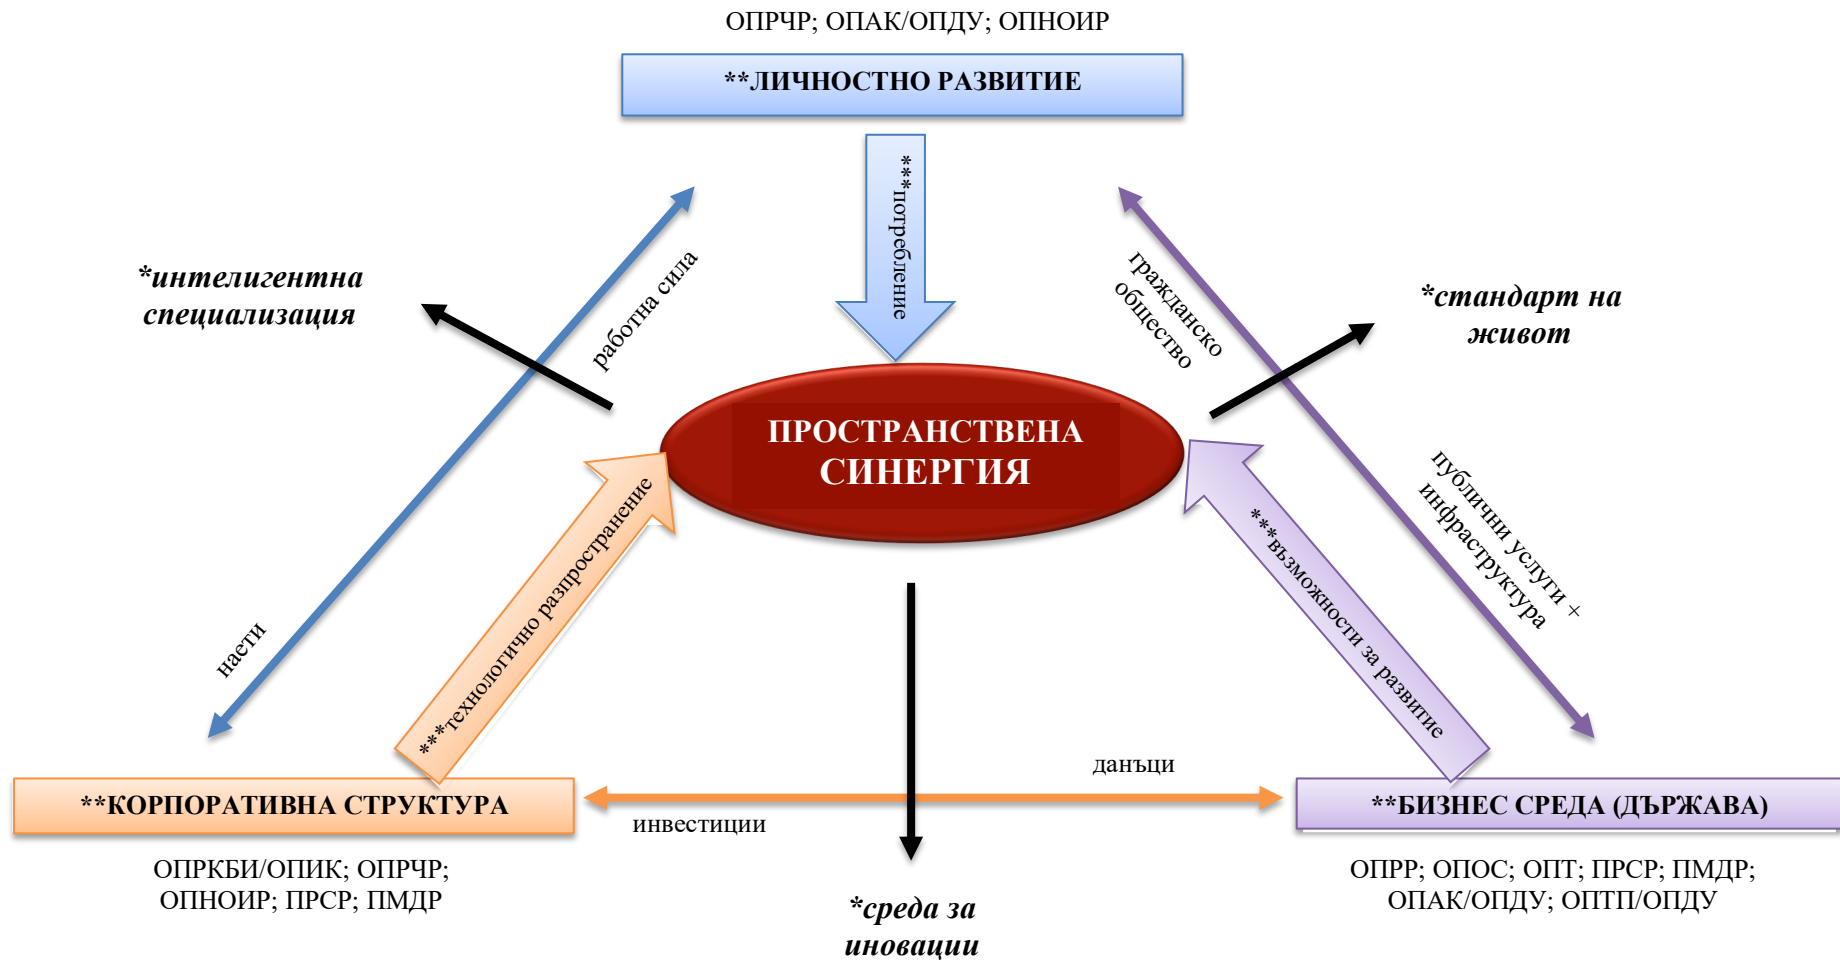 ОПРЧР; ОПАК/ОПДУ; ОПНОИР
**ЛИЧНОСТНО РАЗВИТИЕ
***потребление
*интелигентна
специализация
работна сила
гражданско
общество
*стандарт на
живот
ПРОСТРАНСТВЕНА
СИНЕРГИЯ
наети
***технологично разпространение
***възможности за развитие
публични услуги +
инфраструктура
данъци
**КОРПОРАТИВНА СТРУКТУРА
инвестиции
**БИЗНЕС СРЕДА (ДЪРЖАВА)
ОПРКБИ/ОПИК; ОПРЧР;
ОПНОИР; ПРСР; ПМДР
*среда за
иновации
ОПРР; ОПОС; ОПТ; ПРСР; ПМДР;
ОПАК/ОПДУ; ОПТП/ОПДУ